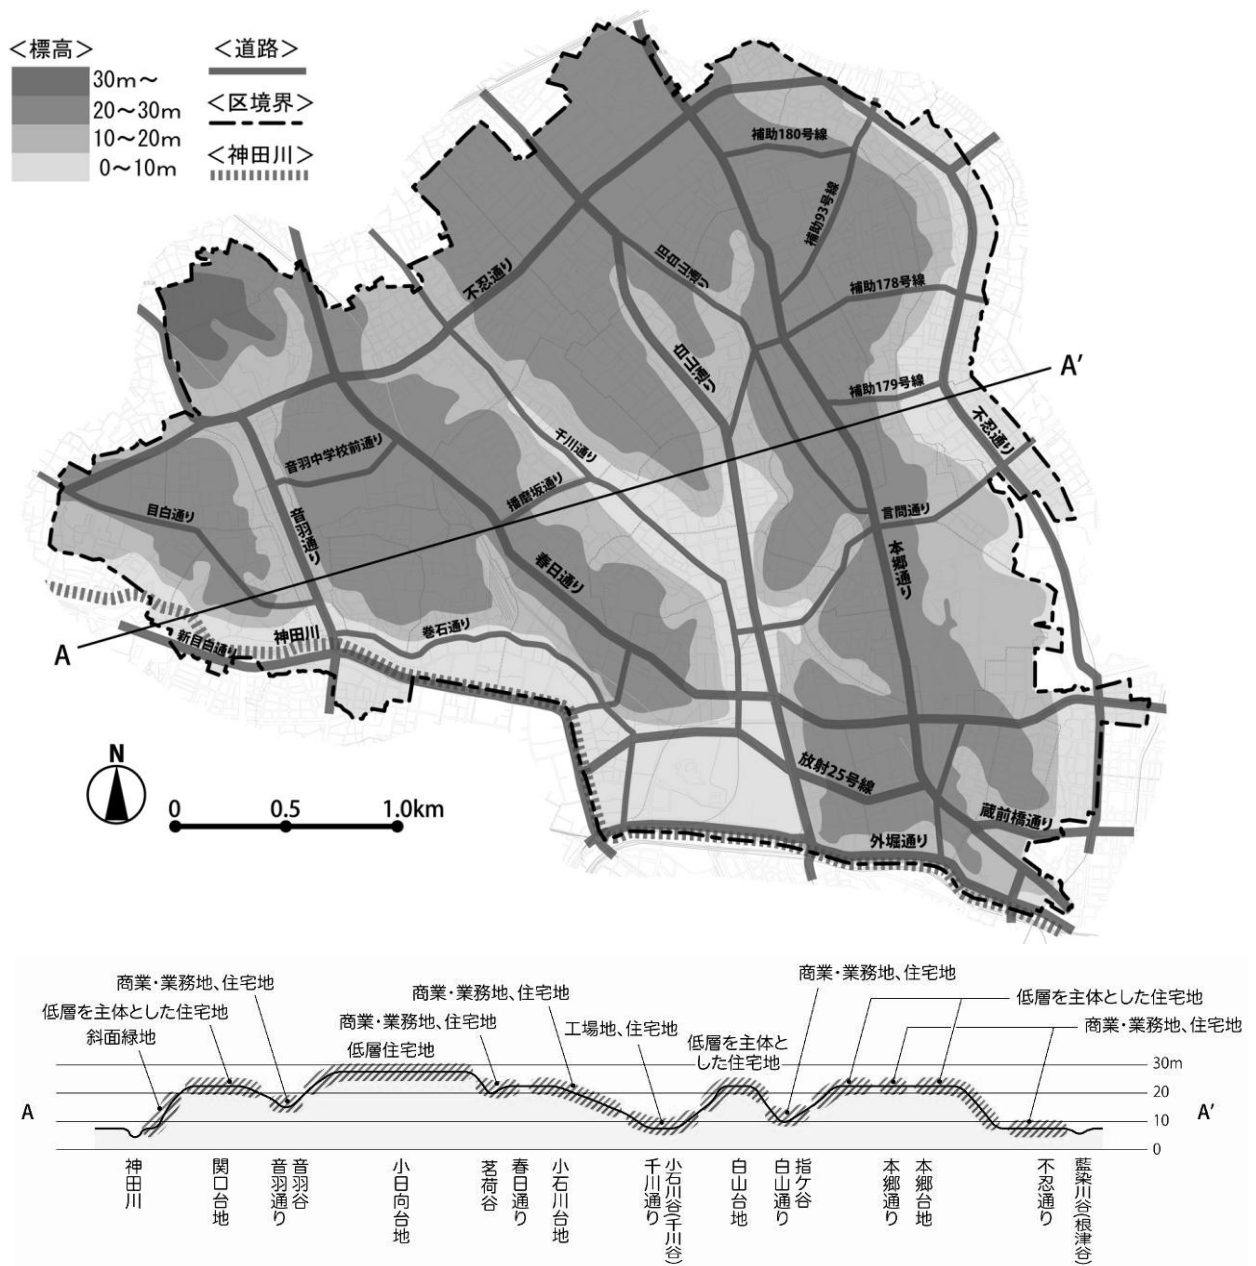 ＜標高＞
30m～
20～30m
10～20m
0～10m
＜道路＞
＜区境界＞
＜神田川＞
補助180号線
補助93号線
不忍通り
旧白山通り
補助178号線
白山通り
補助179号線
A'
不忍通り
千川通り
音羽中学校前通り
播磨坂通り
目白通り
音羽通り
言問通り
本郷通り
春日通り
A
新目白通り
神田川
巻石通り
放射25号線
蔵前橋通り
外堀通り
N
0 0.5 1.0km
商業・業務地、住宅地
低層を主体とした住宅地
斜面緑地
商業・業務地、住宅地
商業・業務地、住宅地
低層住宅地
工場地、住宅地
低層を主体と
した住宅地
商業・業務地、住宅地
低層を主体とした住宅地
商業・業務地、住宅地
30m
20
10
0
A
A'
神田川
関口台地
音羽通り
音羽谷
小日向台地
茗荷谷
春日通り
小石川台地
千川通り
小石川谷(千川谷)
白山台地
白山通り
指ケ谷
本郷通り
本郷台地
不忍通り
藍染川谷(根津谷)